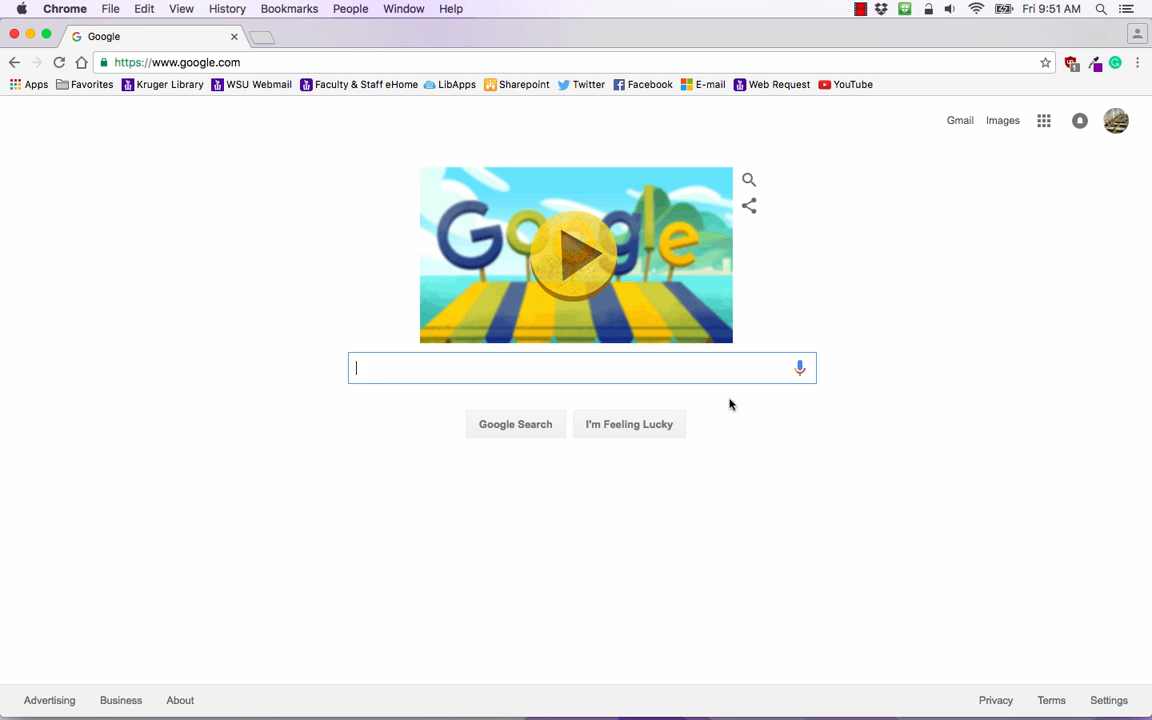 Chrome File Edit View History Bookmarks People Window Help Fri 9:51 AM
Google
https://www.google.com
Apps Favorites Kruger Library WSU Webmail Faculty & Staff eHome LibApps Sharepoint Twitter Facebook E-mail Web Request YouTube
Gmail Images
Google
Google Search I'm Feeling Lucky
Advertising Business About Privacy Terms Settings